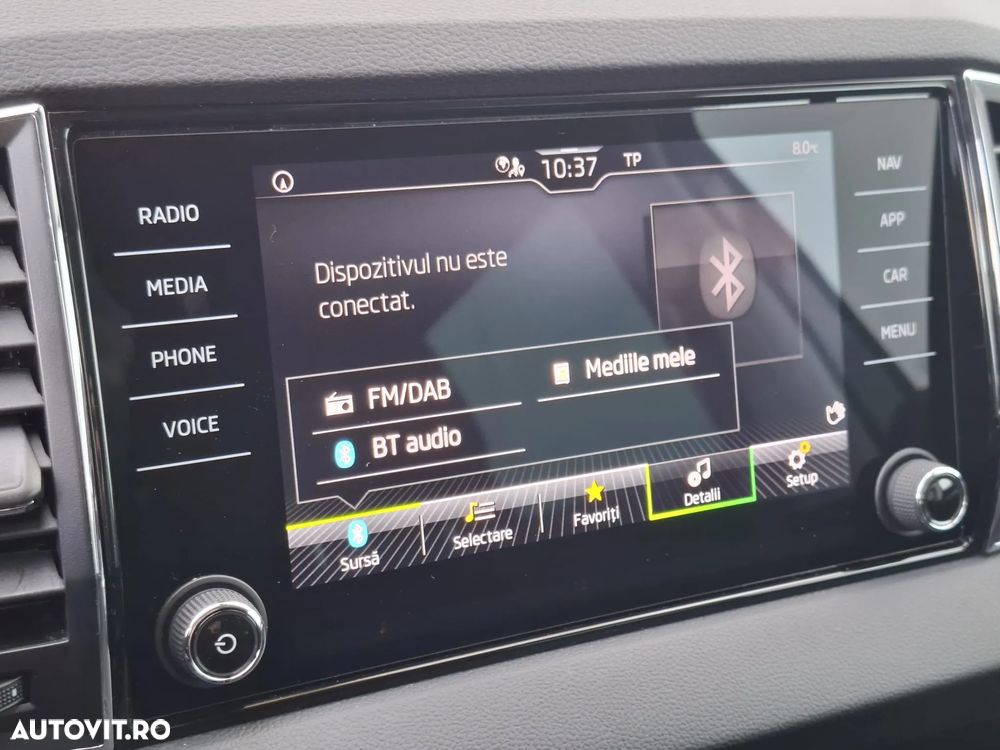 10:37
TP
8.0°C
RADIO
MEDIA
PHONE
VOICE
NAV
APP
CAR
MENU
Dispozitivul nu este
conectat.
FM/DAB
Mediile mele
BT audio
Sursă
Selectare
Favoriți
Detalii
Setup
AUTOVIT.RO